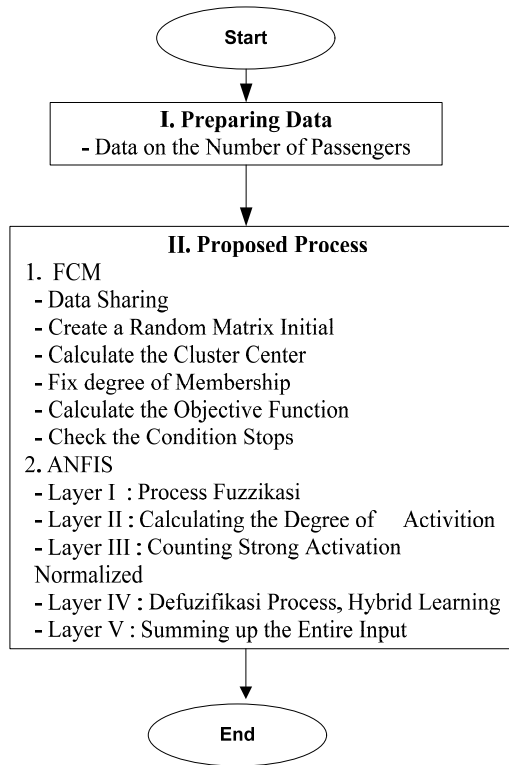 Start
I. Preparing Data
- Data on the Number of Passengers
II. Proposed Process
1. FCM
- Data Sharing
- Create a Random Matrix Initial
- Calculate the Cluster Center
- Fix degree of Membership
- Calculate the Objective Function
- Check the Condition Stops
2. ANFIS
- Layer I : Process Fuzzikasi
- Layer II : Calculating the Degree of Activition
- Layer III : Counting Strong Activation
Normalized
- Layer IV : Defuzifikasi Process, Hybrid Learning
- Layer V : Summing up the Entire Input
End